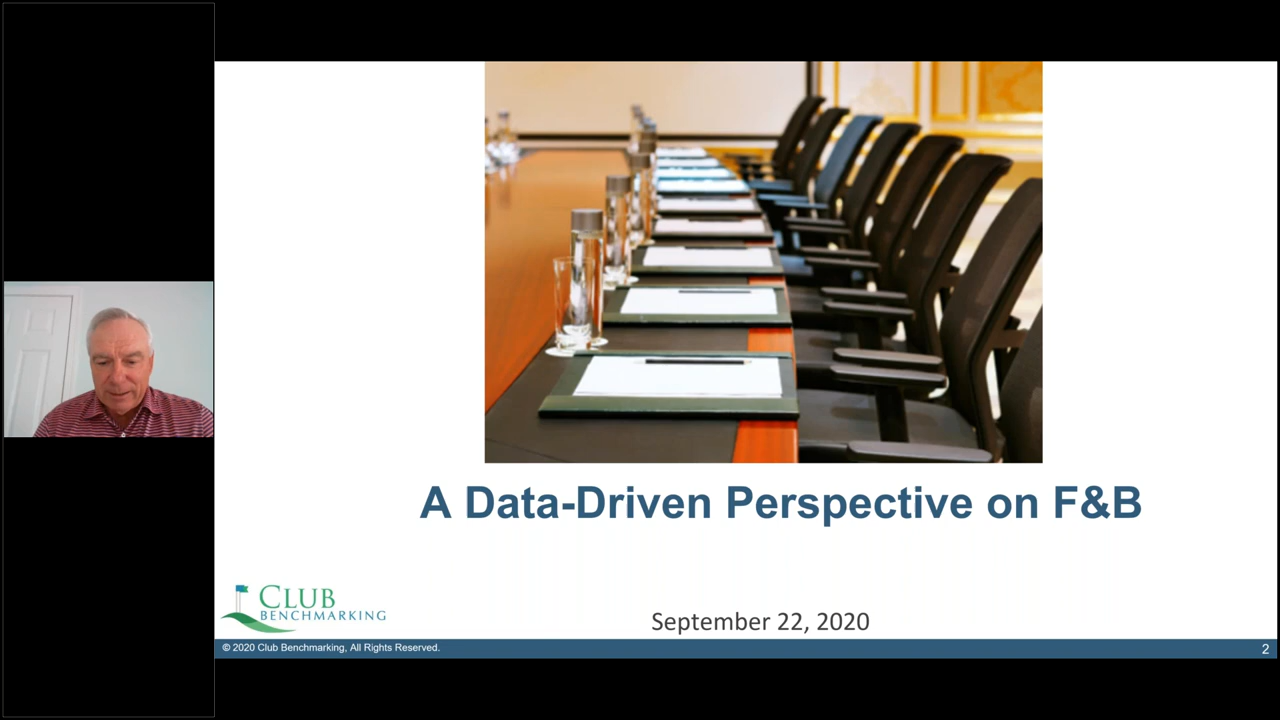 A Data-Driven Perspective on F&B
CLUB
BENCHMARKING
September 22, 2020
© 2020 Club Benchmarking, All Rights Reserved.
2